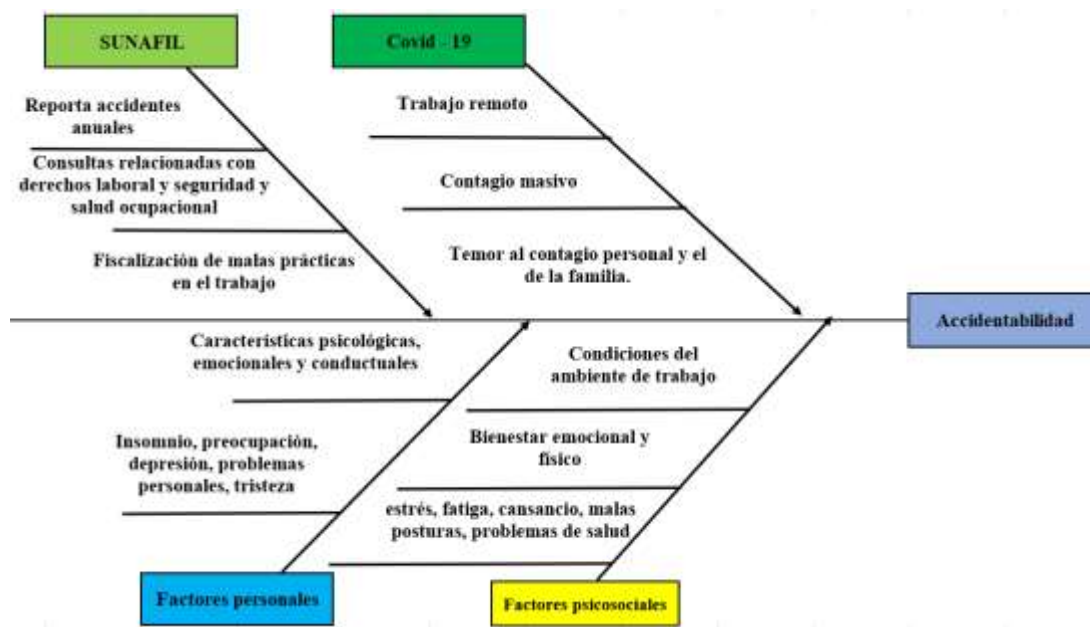 SUNAFIL
Covid - 19
Reporta accidentes
anuales
Consultas relacionadas con
derechos laboral y seguridad y
salud ocupacional
Fiscalización de malas prácticas
en el trabajo
Trabajo remoto
Contagio masivo
Temor al contagio personal y el
de la familia.
Accidentabilidad
Características psicológicas,
emocionales y conductuales
Insomnio, preocupación,
depresión, problemas
personales, tristeza
Condiciones del
ambiente de trabajo
Bienestar emocional y
físico
estrés, fatiga, cansancio, malas
posturas, problemas de salud
Factores personales
Factores psicosociales